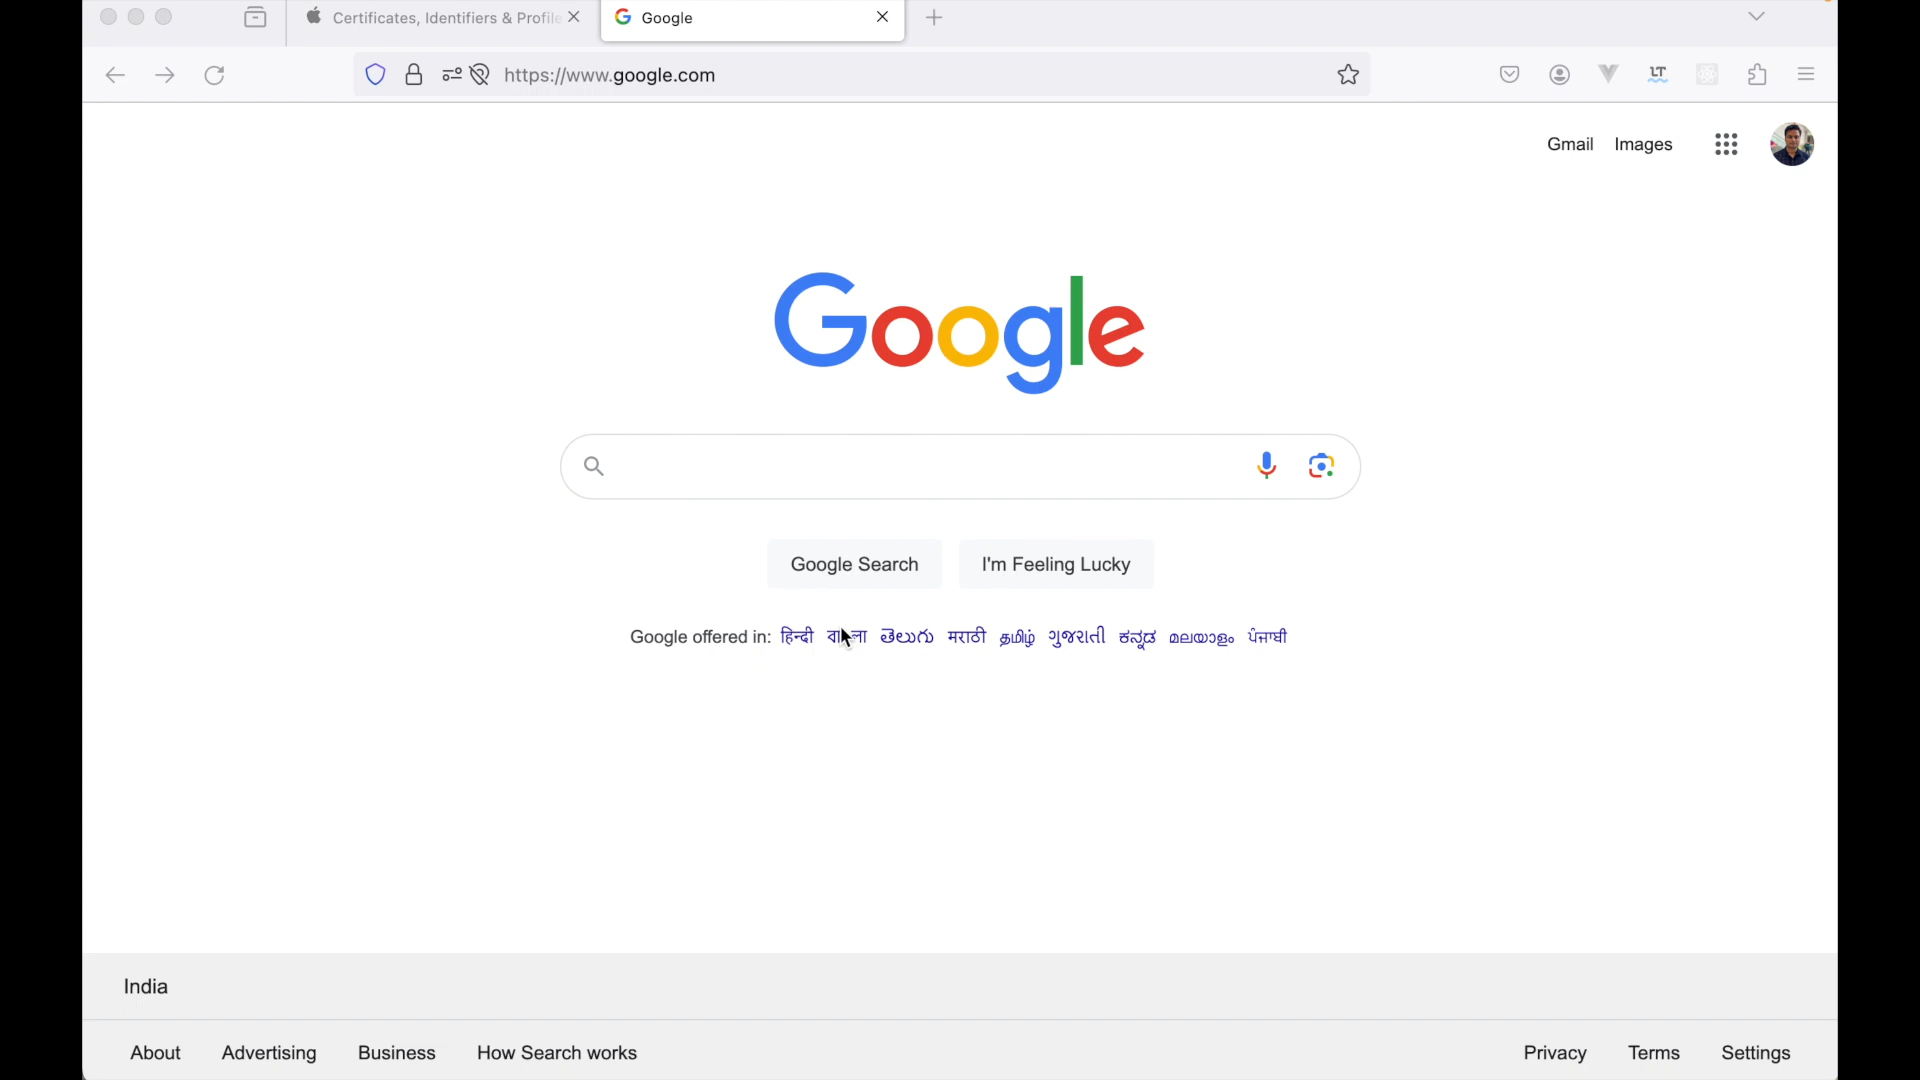 Certificates, Identifiers & Profile
Google
https://www.google.com
LT
Gmail Images
Google
Google Search I'm Feeling Lucky
Google offered in: हिन्दी తెలుగు मराठी தமிழ் ગુજરાતી ಕನ್ನಡ മലയാളം ਪੰਜਾਬੀ
India
About Advertising Business How Search works Privacy Terms Settings